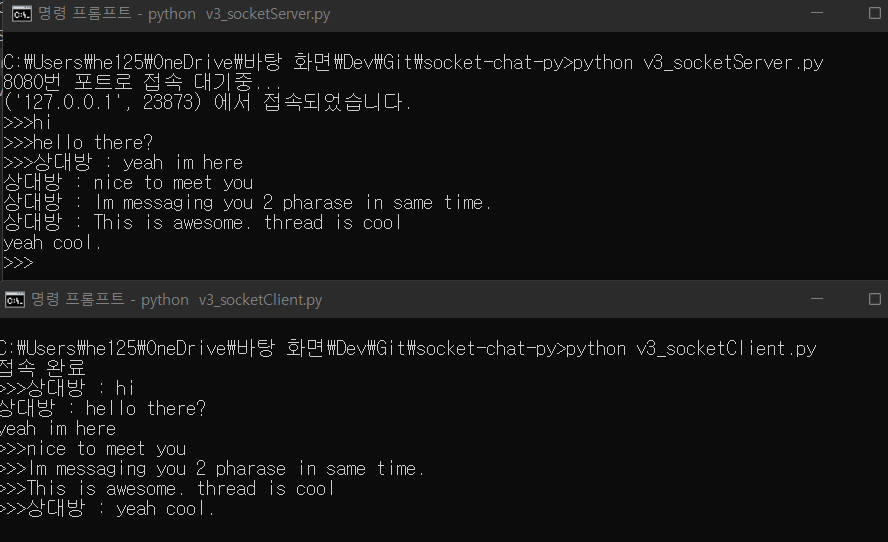 명령 프롬프트 - python  v3_socketServer.py
C:₩Users₩he125₩OneDrive₩바탕 화면₩Dev₩Git₩socket-chat-py>python v3_socketServer.py
8080번 포트로 접속 대기중...
('127.0.0.1', 23873) 에서 접속되었습니다.
>>>hi
>>>hello there?
>>>상대방 : yeah im here
상대방 : nice to meet you
상대방 : Im messaging you 2 pharase in same time.
상대방 : This is awesome. thread is cool
yeah cool.
>>>
명령 프롬프트 - python  v3_socketClient.py
C:₩Users₩he125₩OneDrive₩바탕 화면₩Dev₩Git₩socket-chat-py>python v3_socketClient.py
접속 완료
>>>상대방 : hi
상대방 : hello there?
yeah im here
>>>nice to meet you
>>>Im messaging you 2 pharase in same time.
>>>This is awesome. thread is cool
>>>상대방 : yeah cool.